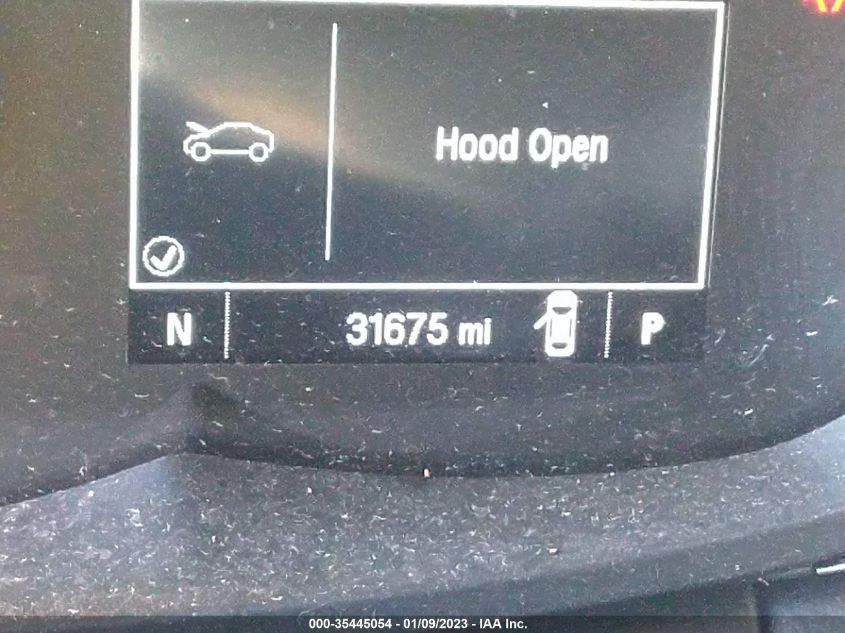 Hood Open
N 31675 mi P
000-35445054 - 01/09/2023 - IAA Inc.